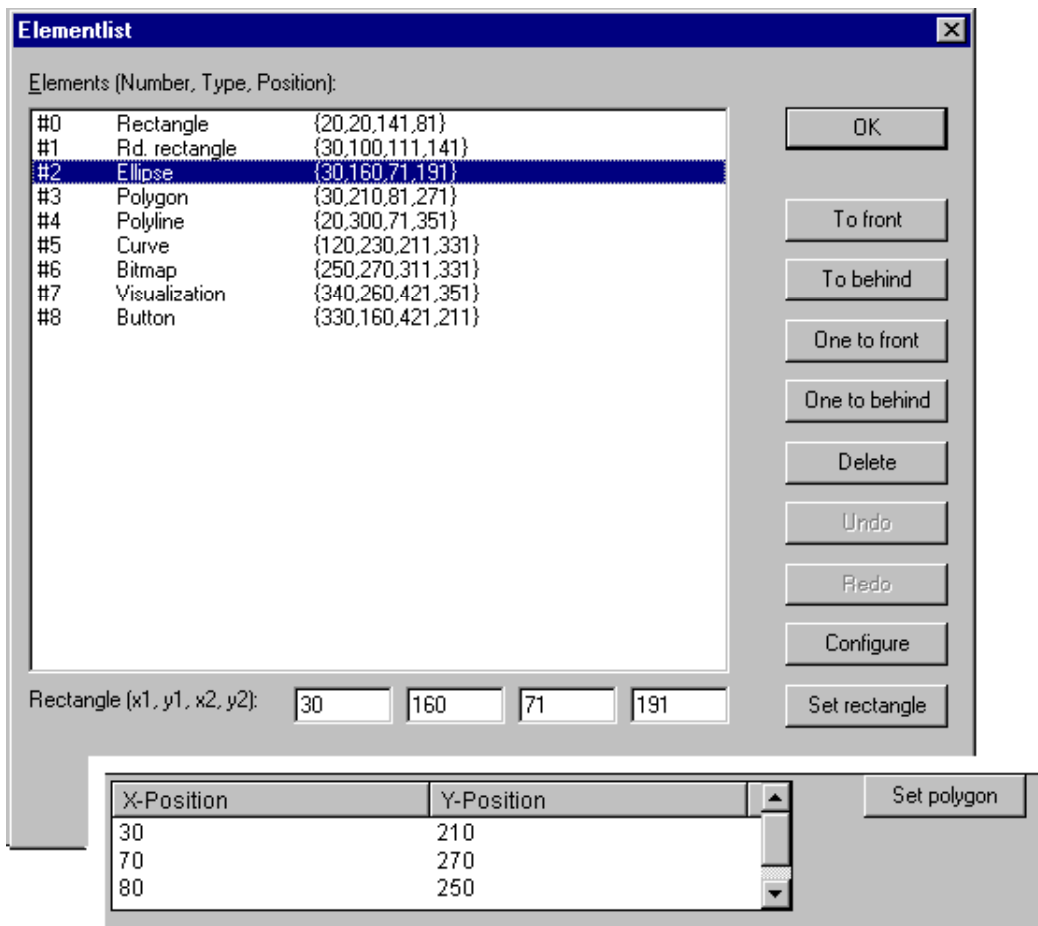 Elementlist
Elements (Number, Type, Position):
#0 Rectangle {20,20,141,81}
#1 Rd. rectangle {30,100,111,141}
#2 Ellipse {30,160,71,191}
#3 Polygon {30,210,81,271}
#4 Polyline {20,300,71,351}
#5 Curve {120,230,211,331}
#6 Bitmap {250,270,311,331}
#7 Visualization {340,260,421,351}
#8 Button {330,160,421,211}
OK
To front
To behind
One to front
One to behind
Delete
Undo
Redo
Configure
Rectangle (x1, y1, x2, y2): 30 160 71 191 Set rectangle
X-Position Y-Position Set polygon
30 210
70 270
80 250